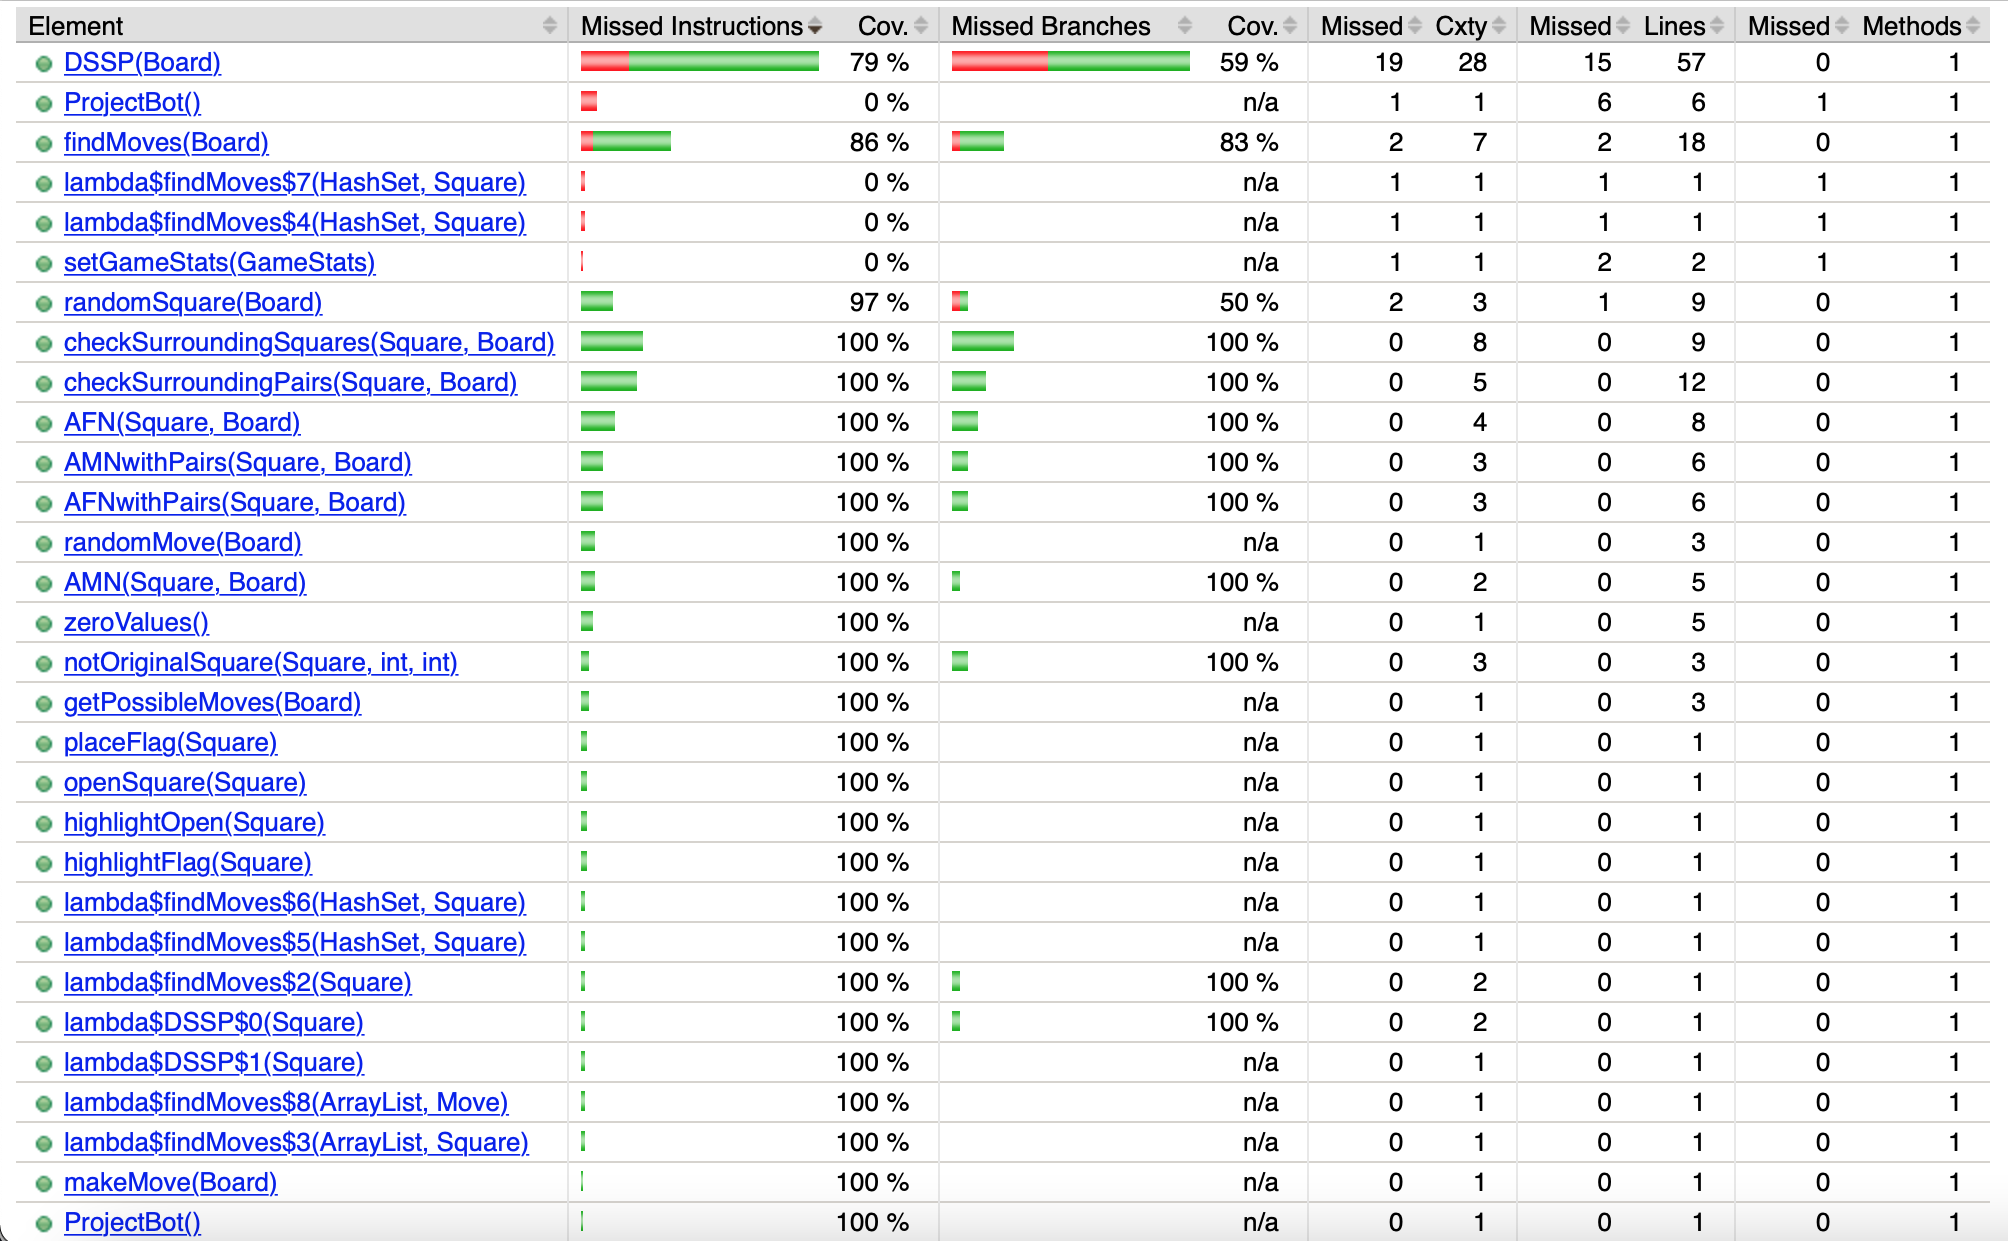 Element Missed Instructions Cov. Missed Branches Cov. Missed Cxty Missed Lines Missed Methods
DSSP(Board) 79 % 59 % 19 28 15 57 0 1
ProjectBot() 0 % n/a 1 1 6 6 1 1
findMoves(Board) 86 % 83 % 2 7 2 18 0 1
lambda$findMoves$7(HashSet, Square) 0 % n/a 1 1 1 1 1 1
lambda$findMoves$4(HashSet, Square) 0 % n/a 1 1 1 1 1 1
setGameStats(GameStats) 0 % n/a 1 1 2 2 1 1
randomSquare(Board) 97 % 50 % 2 3 1 9 0 1
checkSurroundingSquares(Square, Board) 100 % 100 % 0 8 0 9 0 1
checkSurroundingPairs(Square, Board) 100 % 100 % 0 5 0 12 0 1
AFN(Square, Board) 100 % 100 % 0 4 0 8 0 1
AMNwithPairs(Square, Board) 100 % 100 % 0 3 0 6 0 1
AFNwithPairs(Square, Board) 100 % 100 % 0 3 0 6 0 1
randomMove(Board) 100 % n/a 0 1 0 3 0 1
AMN(Square, Board) 100 % 100 % 0 2 0 5 0 1
zeroValues() 100 % n/a 0 1 0 5 0 1
notOriginalSquare(Square, int, int) 100 % 100 % 0 3 0 3 0 1
getPossibleMoves(Board) 100 % n/a 0 1 0 3 0 1
placeFlag(Square) 100 % n/a 0 1 0 1 0 1
openSquare(Square) 100 % n/a 0 1 0 1 0 1
highlightOpen(Square) 100 % n/a 0 1 0 1 0 1
highlightFlag(Square) 100 % n/a 0 1 0 1 0 1
lambda$findMoves$6(HashSet, Square) 100 % n/a 0 1 0 1 0 1
lambda$findMoves$5(HashSet, Square) 100 % n/a 0 1 0 1 0 1
lambda$findMoves$2(Square) 100 % 100 % 0 2 0 1 0 1
lambda$DSSP$0(Square) 100 % 100 % 0 2 0 1 0 1
lambda$DSSP$1(Square) 100 % n/a 0 1 0 1 0 1
lambda$findMoves$8(ArrayList, Move) 100 % n/a 0 1 0 1 0 1
lambda$findMoves$3(ArrayList, Square) 100 % n/a 0 1 0 1 0 1
makeMove(Board) 100 % n/a 0 1 0 1 0 1
ProjectBot() 100 % n/a 0 1 0 1 0 1